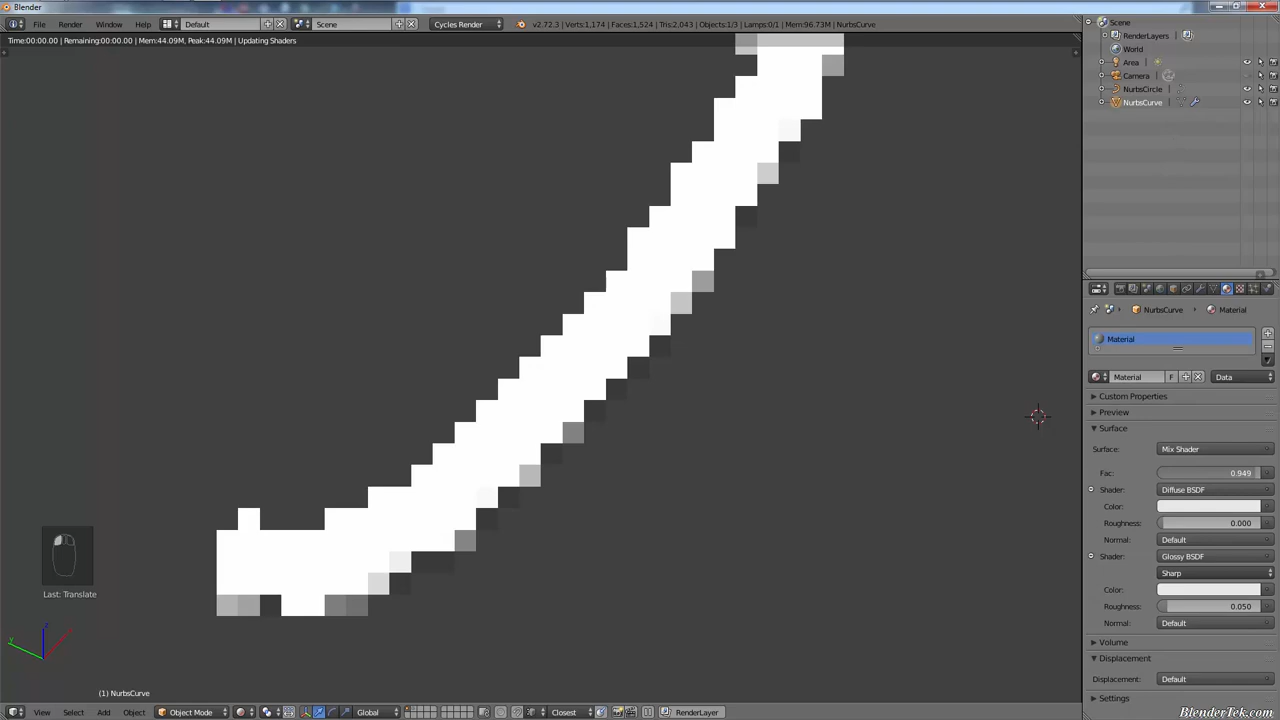 Blender
File Render Window Help Default Scene Cycles Render v2.72.3 | Verts:1,174 | Faces:1,524 | Tris:2,043 | Objects:1/3 | Lamps:0/1 | Mem:96.73M | NurbsCurve
Time:00:00.00 | Remaining:00:00.00 | Mem:44.09M, Peak:44.09M | Updating Shaders
Last: Translate
y z
(1) NurbsCurve
View Select Add Object Object Mode Global Closest RenderLayer
Scene
RenderLayers
World
Area
Camera
NurbsCircle
NurbsCurve
NurbsCurve Material
Material
Material F Data
Custom Properties
Preview
Surface
Surface: Mix Shader
Fac: 0.949
Shader: Diffuse BSDF
Color:
Roughness: 0.000
Normal: Default
Shader: Glossy BSDF
Sharp
Color:
Roughness: 0.050
Normal: Default
Volume
Displacement
Displacement: Default
Settings
BlenderTek.com